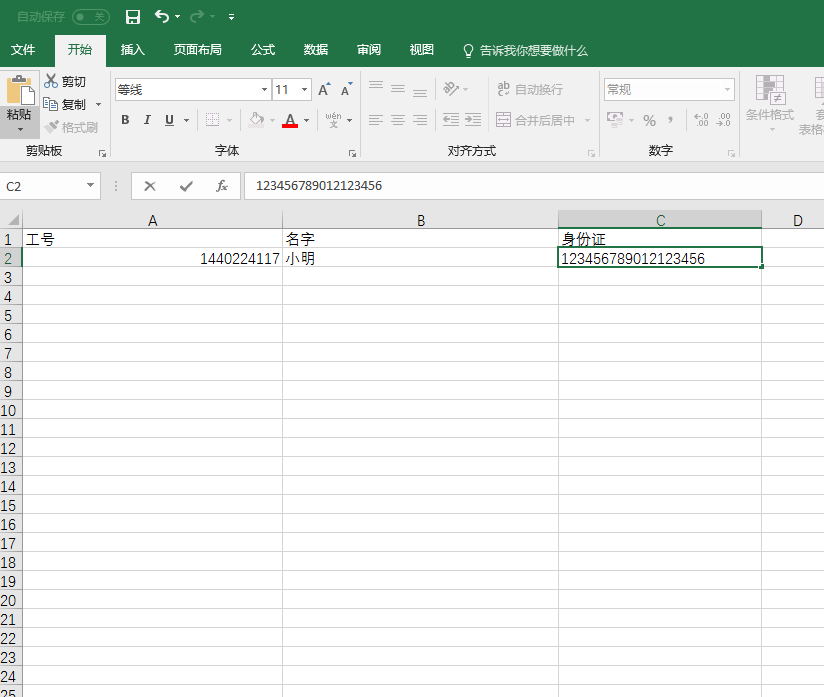 自动保存 关
文件 开始 插入 页面布局 公式 数据 审阅 视图 告诉我你想要做什么
粘贴 剪切 复制 格式刷
等线 11 A A
B I U A wén 文
ab 自动换行
合并后居中
常规
% , .00 .00
条件格式 套 表格
剪贴板 字体 对齐方式 数字
C2 fx 123456789012123456
A B C D
1 工号 名字 身份证
2 1440224117 小明 123456789012123456
3
4
5
6
7
8
9
10
11
12
13
14
15
16
17
18
19
20
21
22
23
24
25